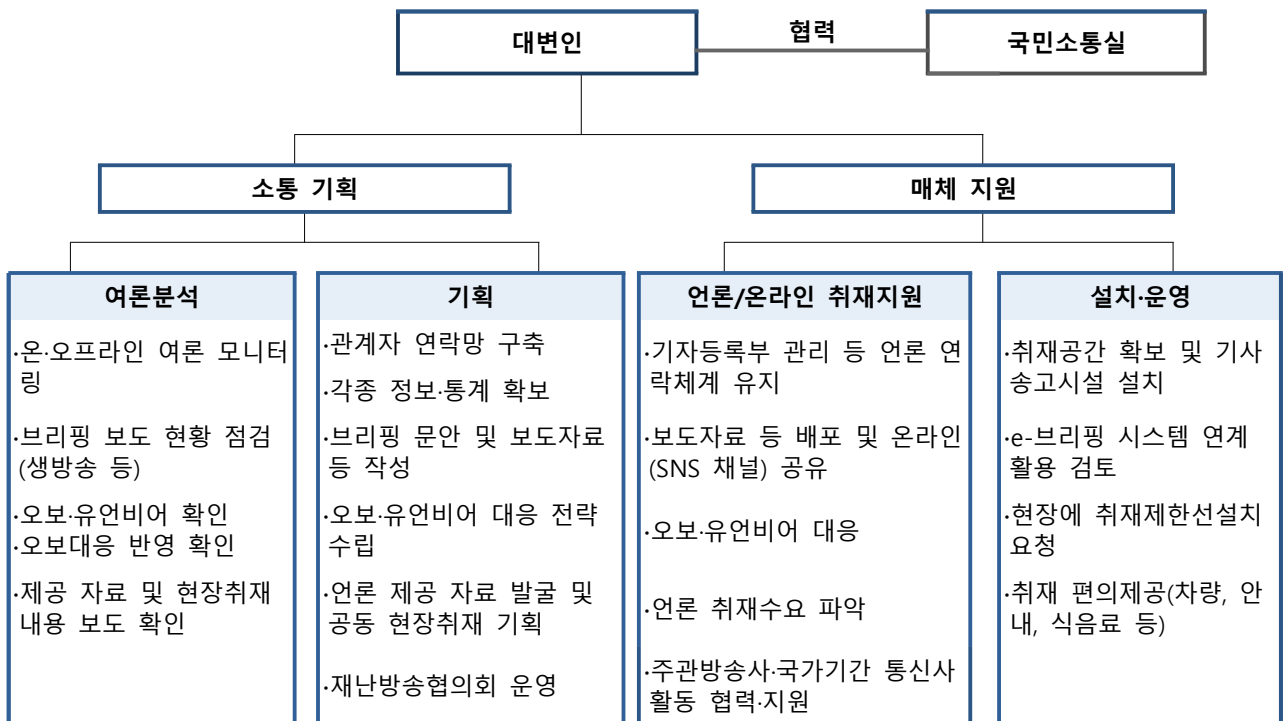 대변인
협력
국민소통실
소통 기획
매체 지원
여론분석
·온·오프라인 여론 모니터
링
·브리핑 보도 현황 점검
(생방송 등)
·오보·유언비어 확인
·오보대응 반영 확인
·제공 자료 및 현장취재
내용 보도 확인
기획
·관계자 연락망 구축
·각종 정보·통계 확보
·브리핑 문안 및 보도자료
등 작성
·오보·유언비어 대응 전략
수립
·언론 제공 자료 발굴 및
공동 현장취재 기획
·재난방송협의회 운영
언론/온라인 취재지원
·기자등록부 관리 등 언론 연
락체계 유지
·보도자료 등 배포 및 온라인
(SNS 채널) 공유
·오보·유언비어 대응
·언론 취재수요 파악
·주관방송사·국가기간 통신사
활동 협력·지원
설치·운영
·취재공간 확보 및 기사
송고시설 설치
·e-브리핑 시스템 연계
활용 검토
·현장에 취재제한선설치
요청
·취재 편의제공(차량, 안
내, 식음료 등)